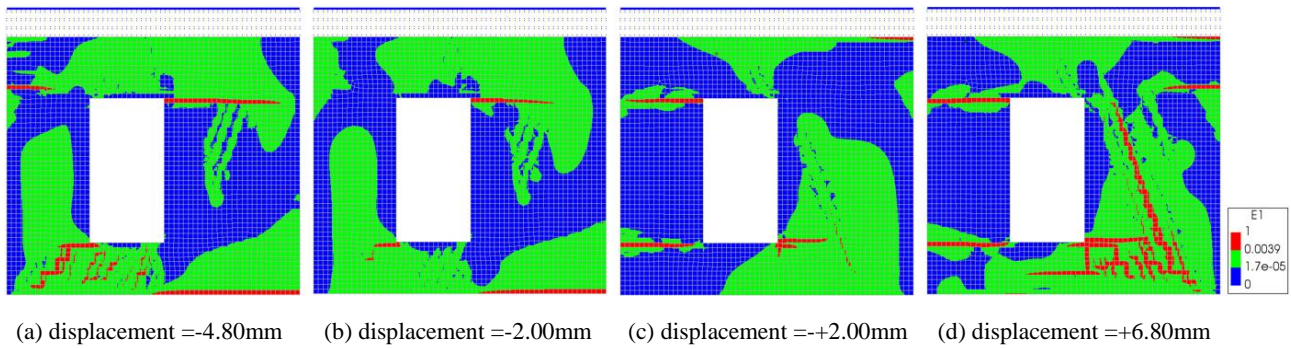 E1
1
0.0039
1.7e-05
0
(a) displacement =-4.80mm
(b) displacement =-2.00mm
(c) displacement =-+2.00mm
(d) displacement =+6.80mm